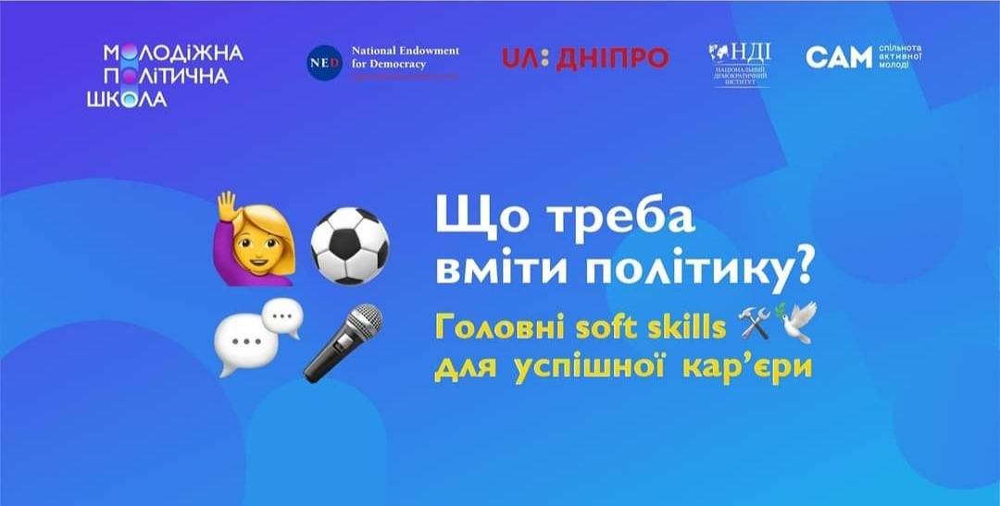 МОЛОДІЖНА
ПОЛІТИЧНА
ШКОЛА
NED
National Endowment
for Democracy
UA: ДНІПРО
НДІ
НАЦІОНАЛЬНИЙ
ДЕМОКРАТИЧНИЙ
ІНСТИТУТ
САМ
спільнота
активної
молоді
Що треба
вміти політику?
Головні soft skills
для успішної кар’єри